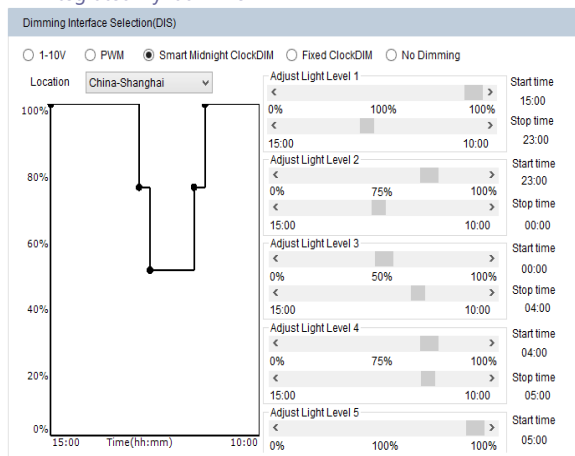 Dimming Interface Selection(DIS)
1-10V PWM Smart Midnight ClockDIM Fixed ClockDIM No Dimming
Location China-Shanghai
100%
80%
60%
40%
20%
0%
15:00 Time(hh:mm) 10:00
Adjust Light Level 1
0% 100% 100%
15:00 10:00
Start time
15:00
Stop time
23:00
Adjust Light Level 2
0% 75% 100%
15:00 10:00
Start time
23:00
Stop time
00:00
Adjust Light Level 3
0% 50% 100%
15:00 10:00
Start time
00:00
Stop time
04:00
Adjust Light Level 4
0% 75% 100%
15:00 10:00
Start time
04:00
Stop time
05:00
Adjust Light Level 5
0% 100% 100%
Start time
05:00